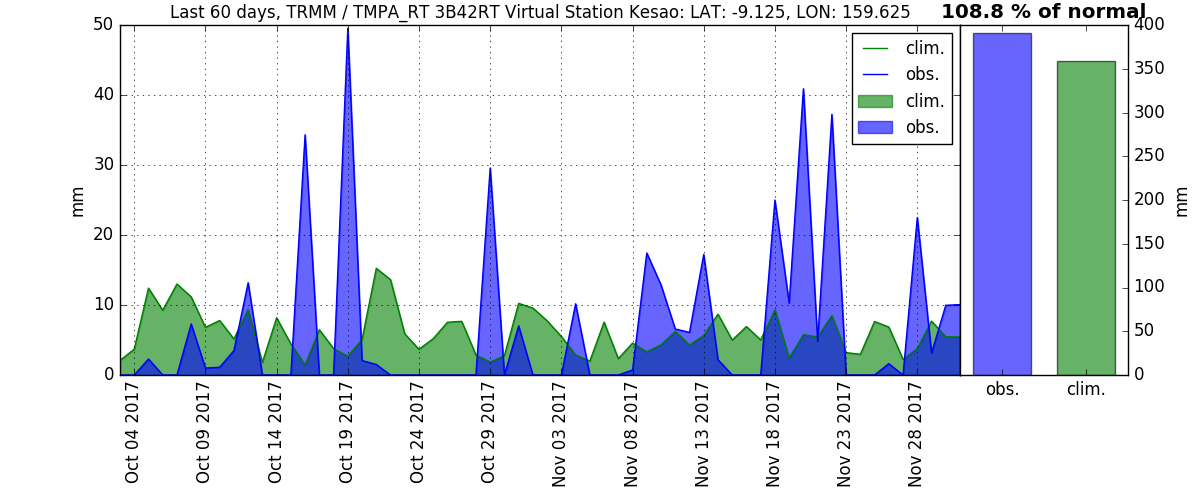 Last 60 days, TRMM / TMPA_RT 3B42RT Virtual Station Kesao: LAT: -9.125, LON: 159.625
108.8 % of normal
50
40
30
20
10
0
mm
clim.
obs.
clim.
obs.
400
350
300
250
200
150
100
50
0
mm
obs.
clim.
Oct 04 2017
Oct 09 2017
Oct 14 2017
Oct 19 2017
Oct 24 2017
Oct 29 2017
Nov 03 2017
Nov 08 2017
Nov 13 2017
Nov 18 2017
Nov 23 2017
Nov 28 2017